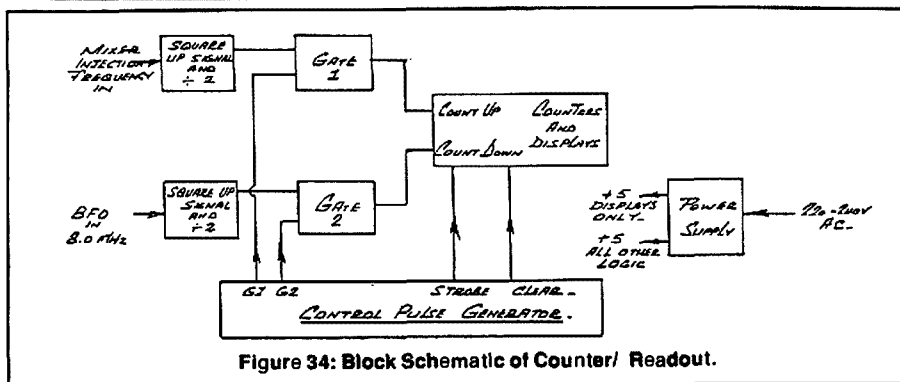 MIXER
INJECTION
FREQUENCY
IN
SQUARE
UP SIGNAL
AND
÷ 2
GATE
1
COUNT UP
COUNT DOWN
COUNTERS
AND
DISPLAYS
BFO
IN
8.0 MHz
SQUARE UP
SIGNAL
AND
÷2
GATE
2
+5
DISPLAYS
ONLY
+5
ALL OTHER
LOGIC
POWER
SUPPLY
220-240V
AC
G1 G2 STROBE CLEAR
CONTROL PULSE GENERATOR.
Figure 34: Block Schematic of Counter/ Readout.